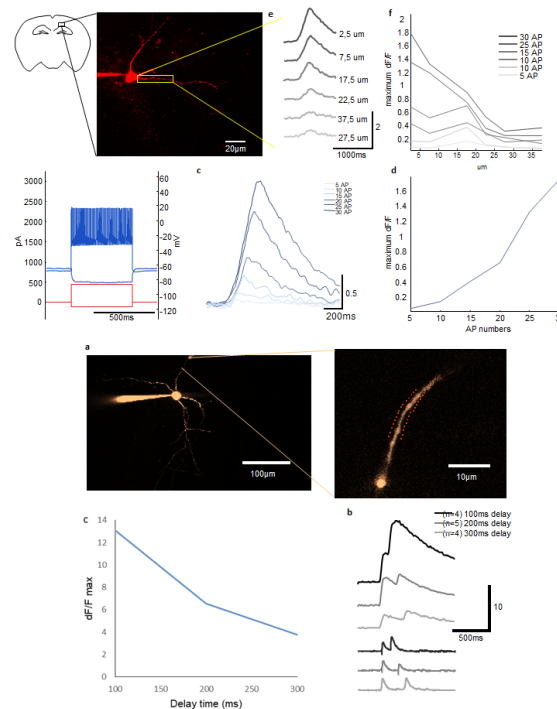 e
f
2,5 um
7,5 um
17,5 um
22,5 um
37,5 um
27,5 um
2
1000ms
20µm
maximum dF/F
2
1.8
1.6
1.4
1.2
1
0.8
0.6
0.4
0.2
30 AP
25 AP
15 AP
10 AP
10 AP
5 AP
5 10 15 20 25 30 35
um
3000
2500
2000
1500
1000
500
0
pA
60
40
20
0
-20
-40
-60
-80
-100
-120
mV
500ms
c
5 AP
10 AP
15 AP
20 AP
25 AP
30 AP
0.5
200ms
d
maximum dF/F
1.6
1.4
1.2
1
0.8
0.6
0.4
0.2
5 10 15 20 25 30
AP numbers
a
100µm
10µm
c
dF/F max
14
12
10
8
6
4
2
0
100 200 300
Delay time (ms)
b
(n=4) 100ms delay
(n=5) 200ms delay
(n=4) 300ms delay
10
500ms